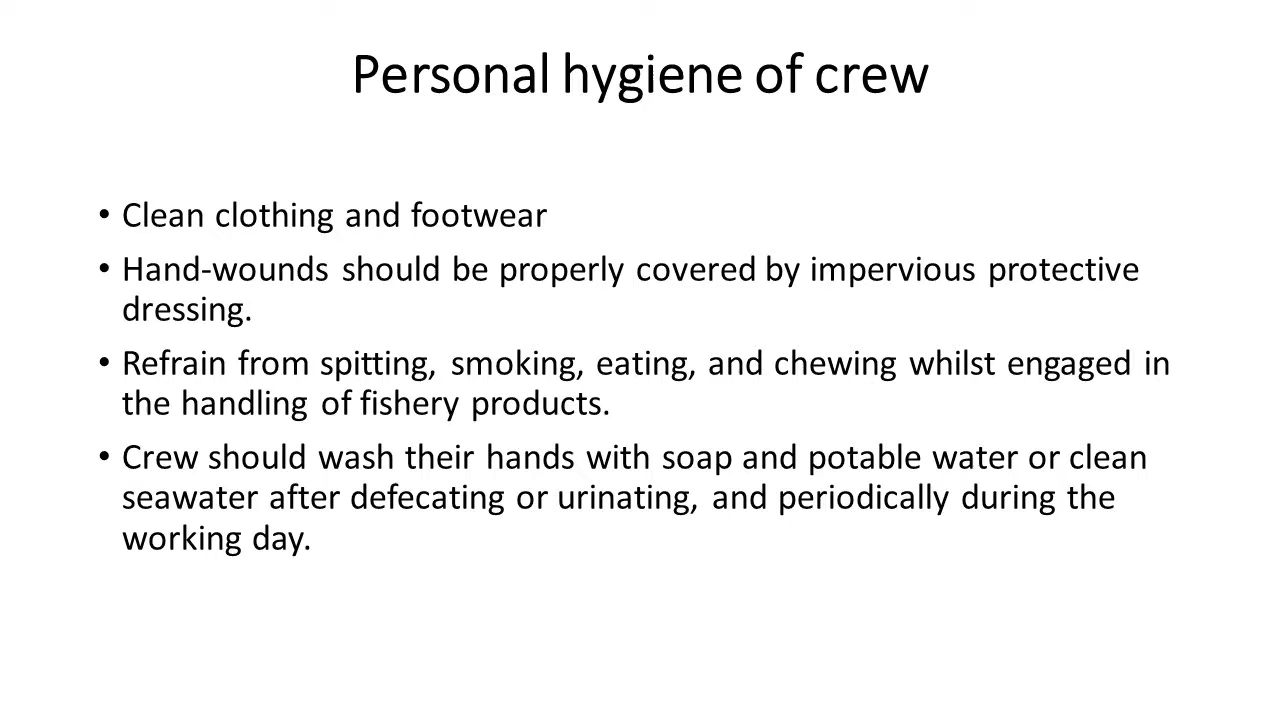 Personal hygiene of crew
• Clean clothing and footwear
• Hand-wounds should be properly covered by impervious protective
dressing.
• Refrain from spitting, smoking, eating, and chewing whilst engaged in
the handling of fishery products.
• Crew should wash their hands with soap and potable water or clean
seawater after defecating or urinating, and periodically during the
working day.